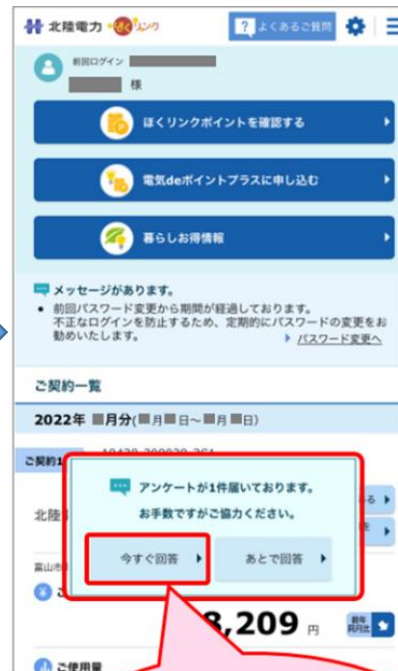 北陸電力 ほくリンク
? よくあるご質問
前回ログイン
様
ほくリンクポイントを確認する
電気deポイントプラスに申し込む
暮らしお得情報
メッセージがあります。
• 前回パスワード変更から期間が経過しております。
不正なログインを防止するため、定期的にパスワードの変更をお
勧めいたします。
パスワード変更へ
ご契約一覧
2022年 月分(月日~月日)
ご契約1
アンケートが1件届いております。
お手数ですがご協力ください。
北陸
今すぐ回答
あとで回答
富山市
8,209 円
前年同月比
ご使用量